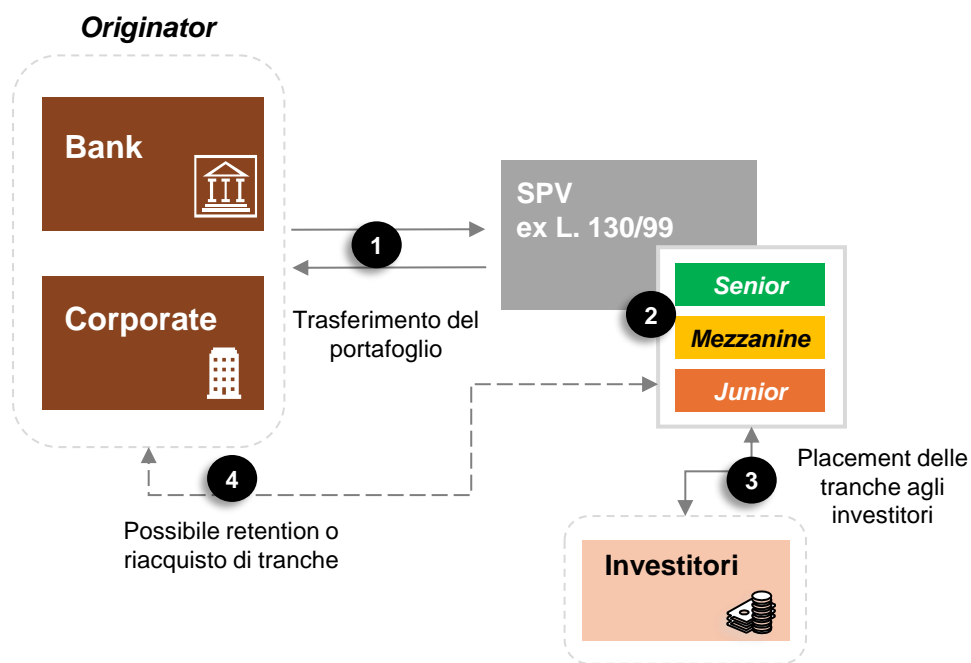 Originator
Bank
Corporate
1
Trasferimento del
portafoglio
SPV
ex L. 130/99
2
Senior
Mezzanine
Junior
3
Placement delle
tranche agli
investitori
4
Possibile retention o
riacquisto di tranche
Investitori